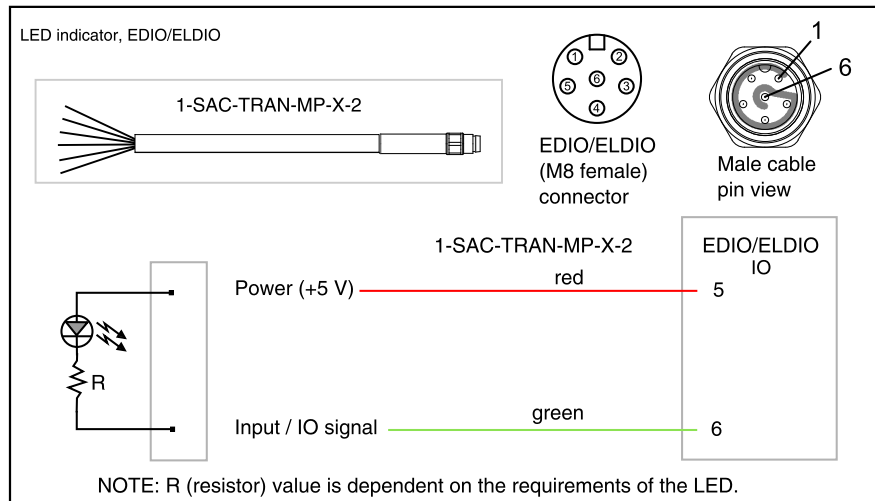 LED indicator, EDIO/ELDIO
1-SAC-TRAN-MP-X-2
1
2
5
6
3
4
EDIO/ELDIO
(M8 female)
connector
1
6
Male cable
pin view
1-SAC-TRAN-MP-X-2
EDIO/ELDIO
IO
Power (+5 V)
red
5
R
Input / IO signal
green
6
NOTE: R (resistor) value is dependent on the requirements of the LED.